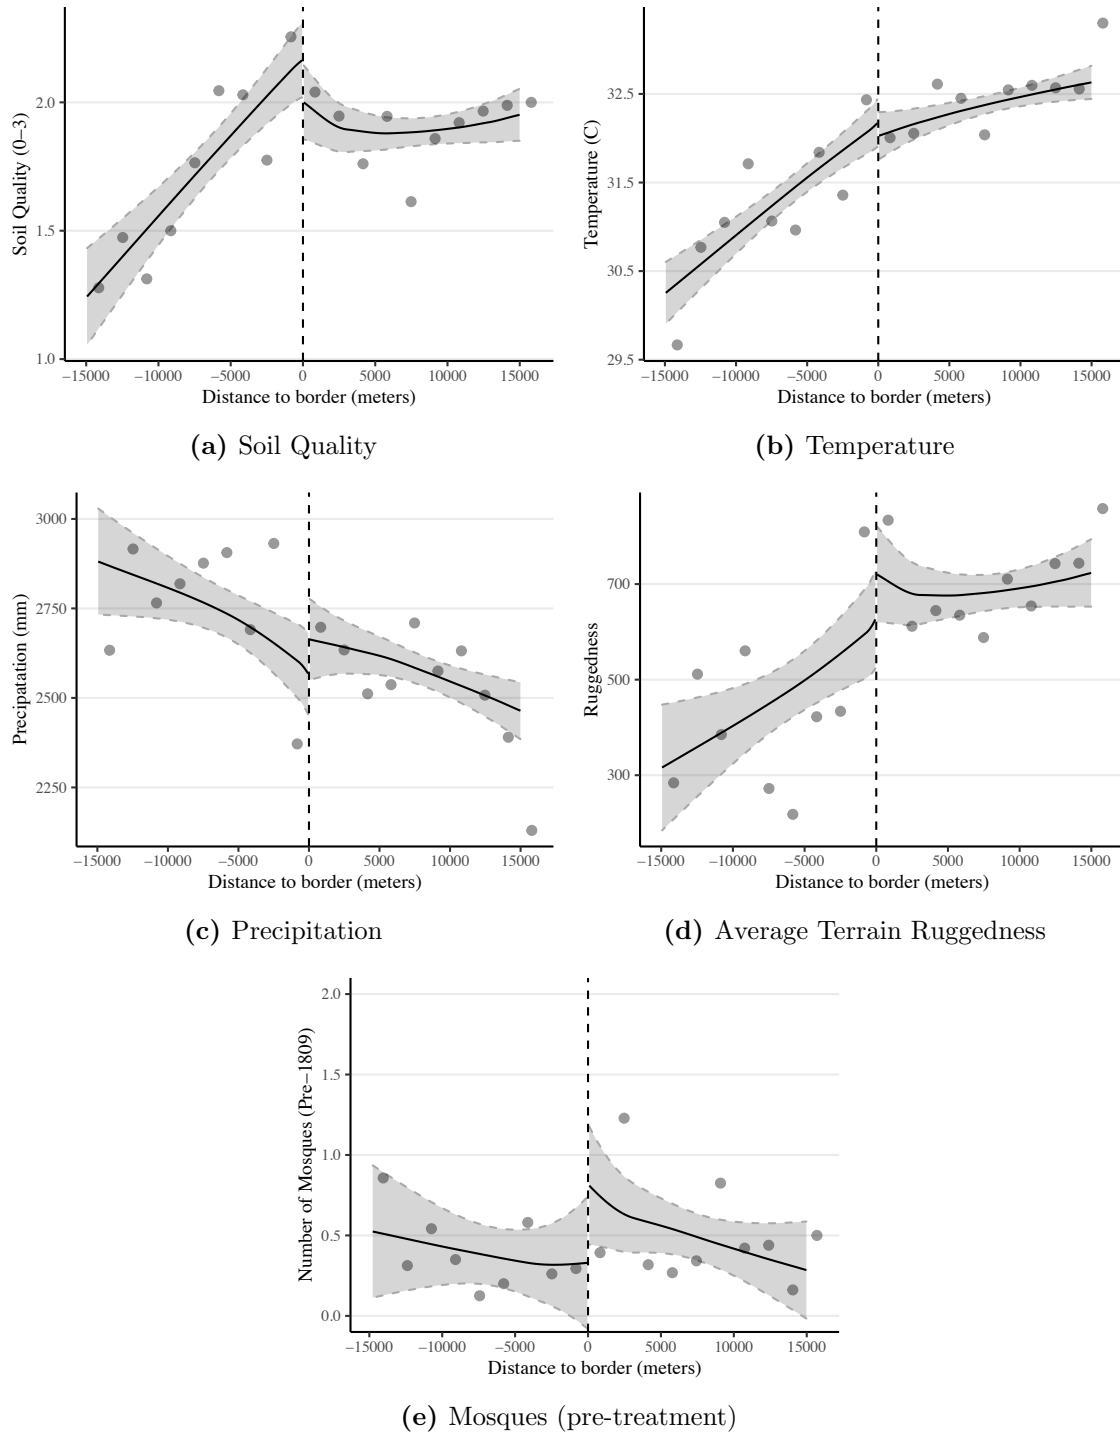 Soil Quality (0−3)
2.0
1.5
1.0
−15000 −10000 −5000 0 5000 10000 15000
Distance to border (meters)
(a) Soil Quality
Temperature (C)
32.5
31.5
30.5
29.5
−15000 −10000 −5000 0 5000 10000 15000
Distance to border (meters)
(b) Temperature
Precipatation (mm)
3000
2750
2500
2250
−15000 −10000 −5000 0 5000 10000 15000
Distance to border (meters)
(c) Precipitation
Ruggedness
700
500
300
−15000 −10000 −5000 0 5000 10000 15000
Distance to border (meters)
(d) Average Terrain Ruggedness
Number of Mosques (Pre−1809)
2.0
1.5
1.0
0.5
0.0
−15000 −10000 −5000 0 5000 10000 15000
Distance to border (meters)
(e) Mosques (pre-treatment)